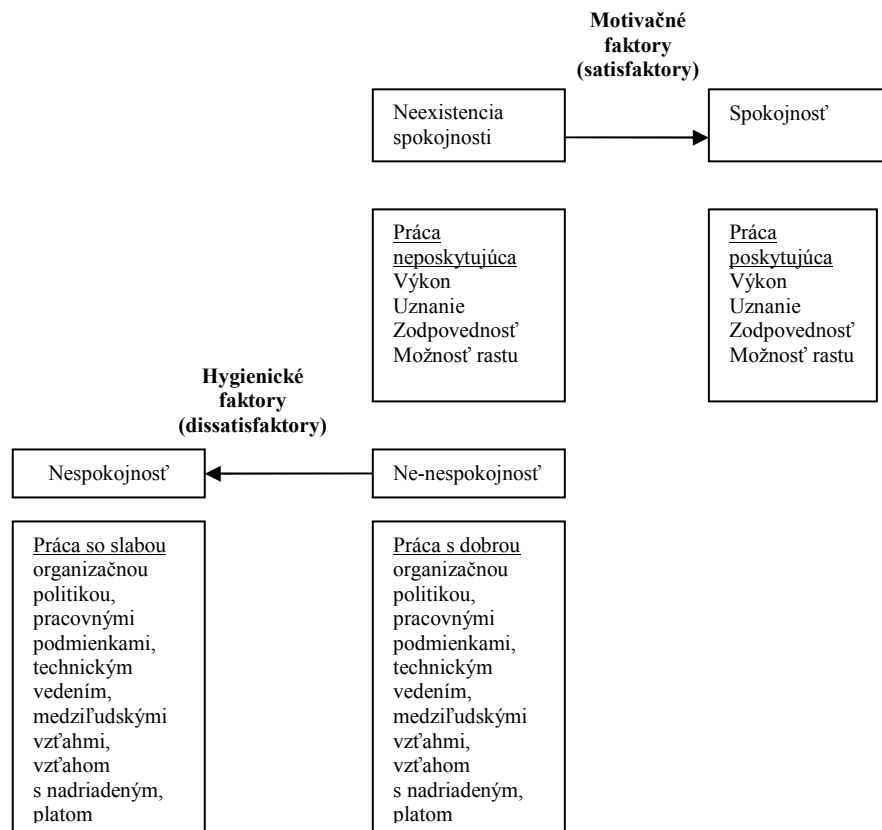 Motivačné
faktory
(satisfaktory)
Neexistencia
spokojnosti
Spokojnosť
Práca
neposkytujúca
Výkon
Uznanie
Zodpovednosť
Možnosť rastu
Práca
poskytujúca
Výkon
Uznanie
Zodpovednosť
Možnosť rastu
Hygienické
faktory
(dissatisfaktory)
Nespokojnosť
Ne-nespokojnosť
Práca so slabou
organizačnou
politikou,
pracovnými
podmienkami,
technickým
vedením,
medziľudskými
vzťahmi,
vzťahom
s nadriadeným,
platom
Práca s dobrou
organizačnou
politikou,
pracovnými
podmienkami,
technickým
vedením,
medziľudskými
vzťahmi,
vzťahom
s nadriadeným,
platom